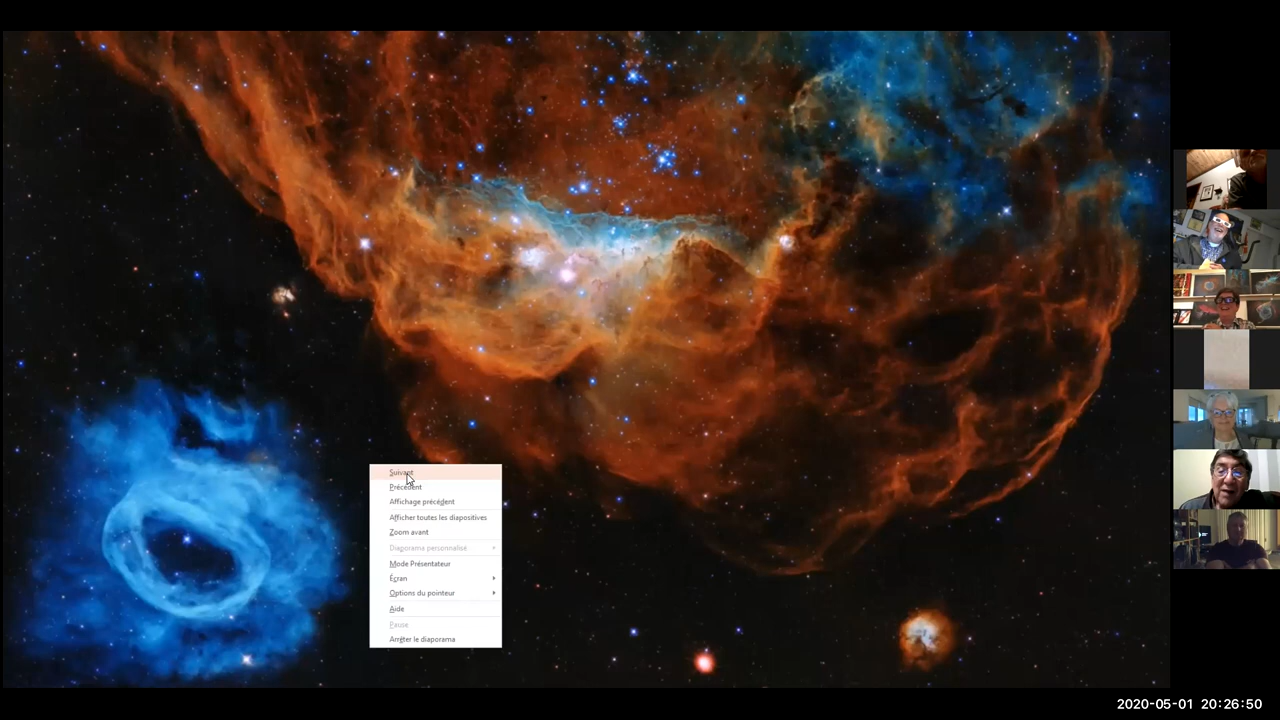 Suivant
Précédent
Affichage précédent
Afficher toutes les diapositives
Zoom avant
Diaporama personnalisé
Mode Présentateur
Écran
Options du pointeur
Aide
Pause
Arrêter le diaporama
2020-05-01 20:26:50